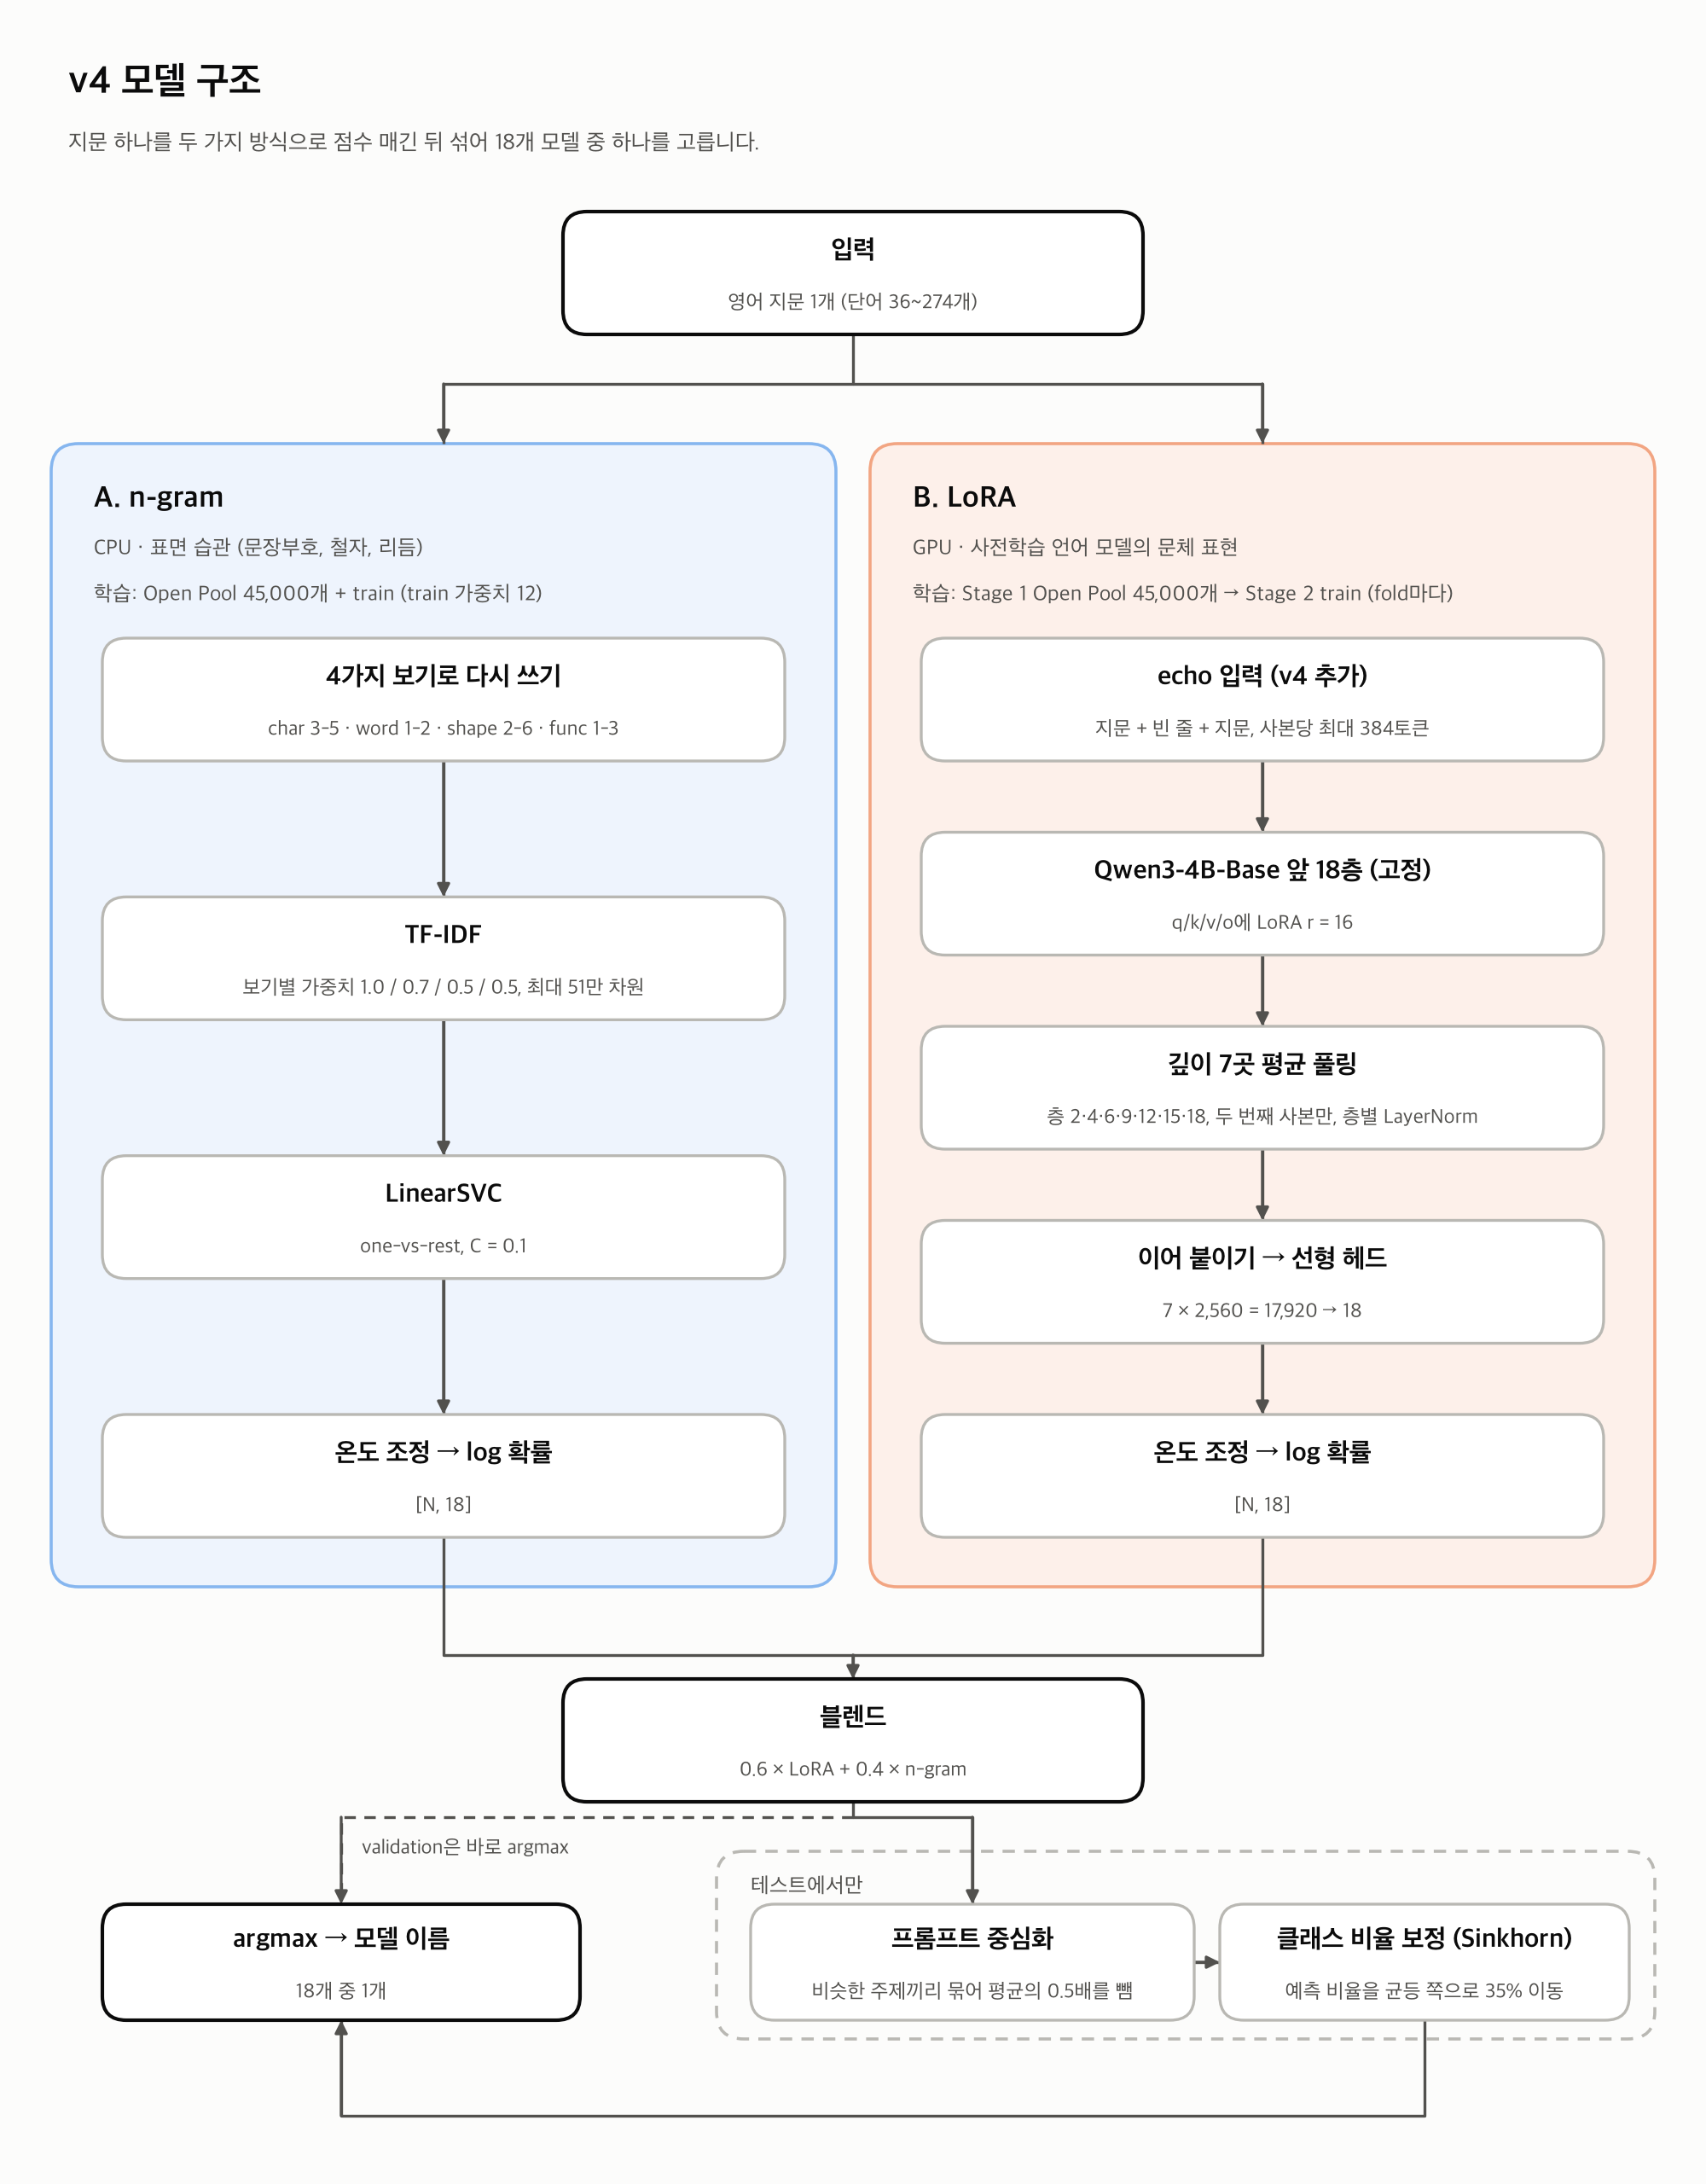 v4 모델 구조
지문 하나를 두 가지 방식으로 점수 매긴 뒤 섞어 18개 모델 중 하나를 고릅니다.
입력
영어 지문 1개 (단어 36~274개)
A. n-gram
CPU · 표면 습관 (문장부호, 철자, 리듬)
학습: Open Pool 45,000개 + train (train 가중치 12)
4가지 보기로 다시 쓰기
char 3-5 · word 1-2 · shape 2-6 · func 1-3
TF-IDF
보기별 가중치 1.0 / 0.7 / 0.5 / 0.5, 최대 51만 차원
LinearSVC
one-vs-rest, C = 0.1
온도 조정 → log 확률
[N, 18]
B. LoRA
GPU · 사전학습 언어 모델의 문체 표현
학습: Stage 1 Open Pool 45,000개 → Stage 2 train (fold마다)
echo 입력 (v4 추가)
지문 + 빈 줄 + 지문, 사본당 최대 384토큰
Qwen3-4B-Base 앞 18층 (고정)
q/k/v/o에 LoRA r = 16
깊이 7곳 평균 풀링
층 2·4·6·9·12·15·18, 두 번째 사본만, 층별 LayerNorm
이어 붙이기 → 선형 헤드
7 × 2,560 = 17,920 → 18
온도 조정 → log 확률
[N, 18]
블렌드
0.6 × LoRA + 0.4 × n-gram
validation은 바로 argmax
argmax → 모델 이름
18개 중 1개
테스트에서만
프롬프트 중심화
비슷한 주제끼리 묶어 평균의 0.5배를 뺌
클래스 비율 보정 (Sinkhorn)
예측 비율을 균등 쪽으로 35% 이동